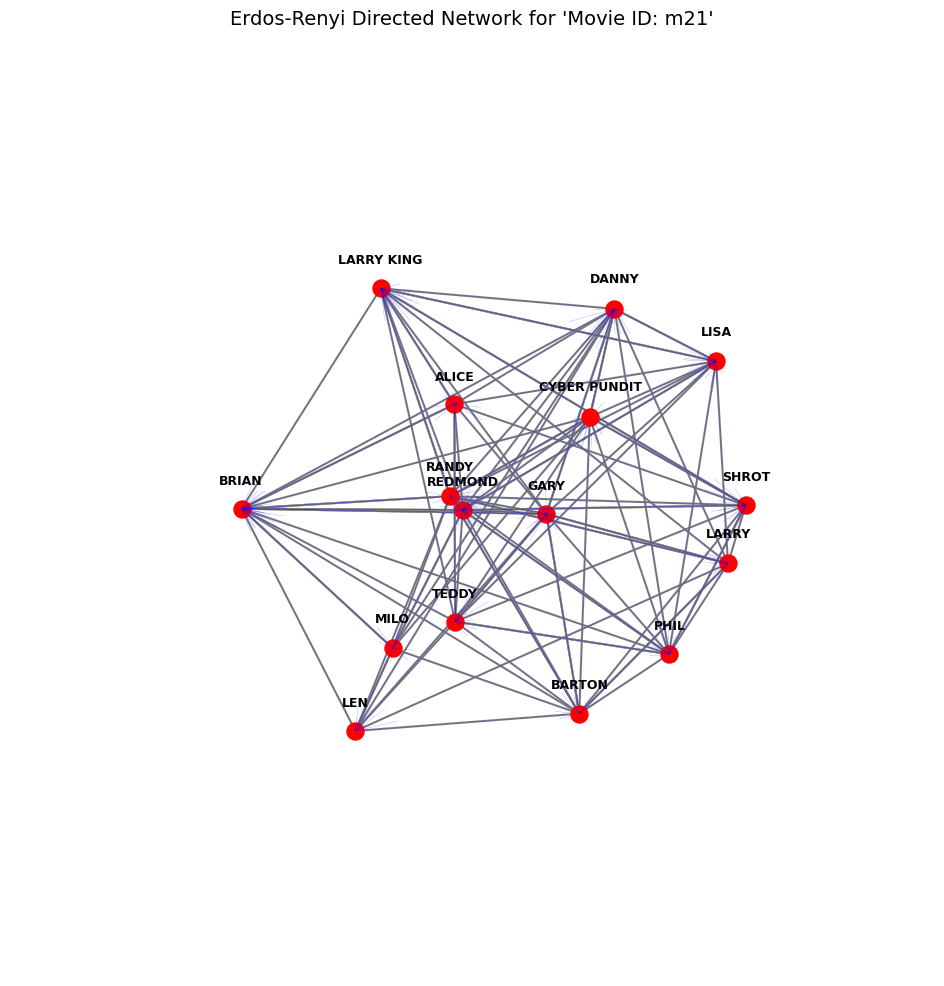 Erdos-Renyi Directed Network for 'Movie ID: m21'
LARRY KING
DANNY
LISA
ALICE
CYBER PUNDIT
RANDY
BRIAN
REDMOND
GARY
SHROT
LARRY
TEDDY
MILO
PHIL
BARTON
LEN